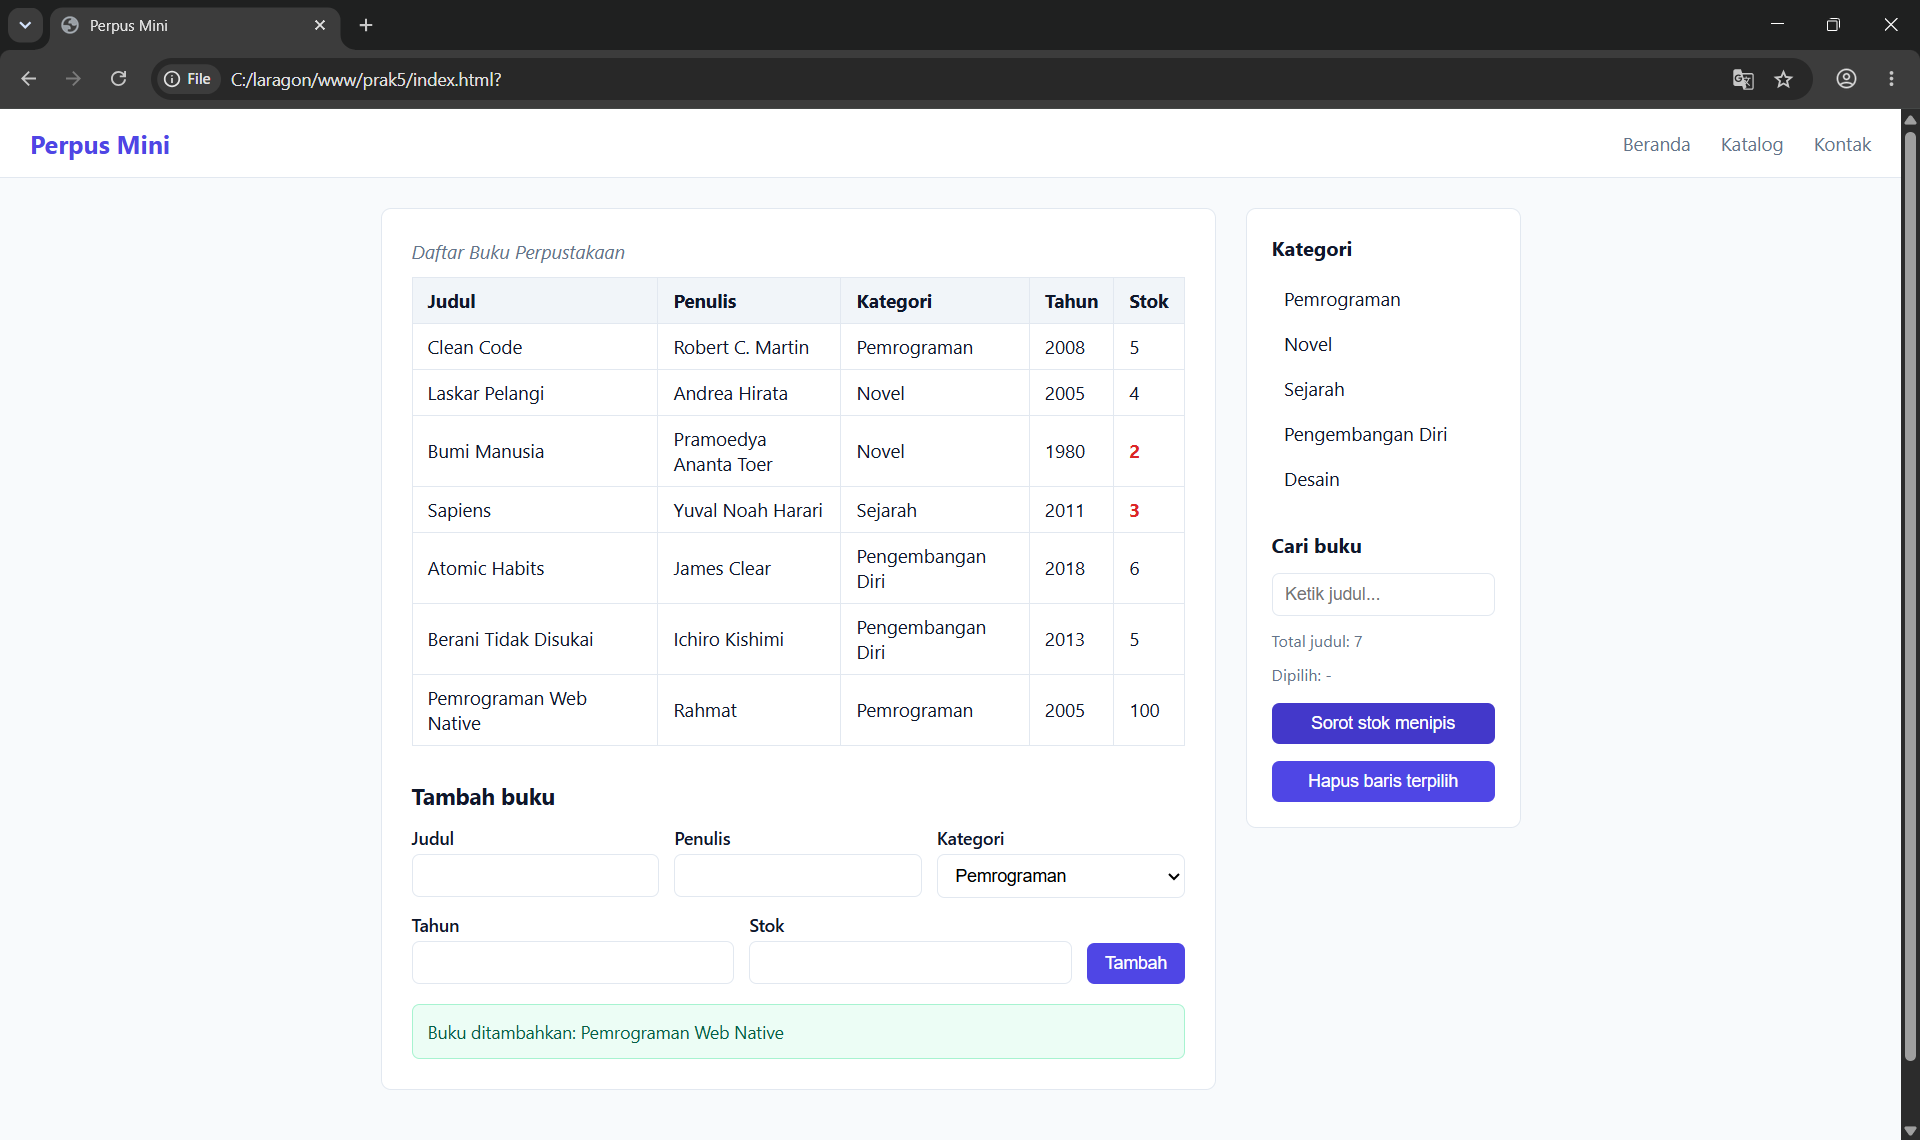 Perpus Mini
File
C:/laragon/www/prak5/index.html?
Perpus Mini
Beranda Katalog Kontak
Daftar Buku Perpustakaan
Judul Penulis Kategori Tahun Stok
Clean Code Robert C. Martin Pemrograman 2008 5
Laskar Pelangi Andrea Hirata Novel 2005 4
Bumi Manusia Pramoedya Ananta Toer Novel 1980 2
Sapiens Yuval Noah Harari Sejarah 2011 3
Atomic Habits James Clear Pengembangan Diri 2018 6
Berani Tidak Disukai Ichiro Kishimi Pengembangan Diri 2013 5
Pemrograman Web Native Rahmat Pemrograman 2005 100
Tambah buku
Judul Penulis Kategori
Pemrograman
Tahun Stok
Tambah
Buku ditambahkan: Pemrograman Web Native
Kategori
Pemrograman
Novel
Sejarah
Pengembangan Diri
Desain
Cari buku
Ketik judul...
Total judul: 7
Dipilih: -
Sorot stok menipis
Hapus baris terpilih